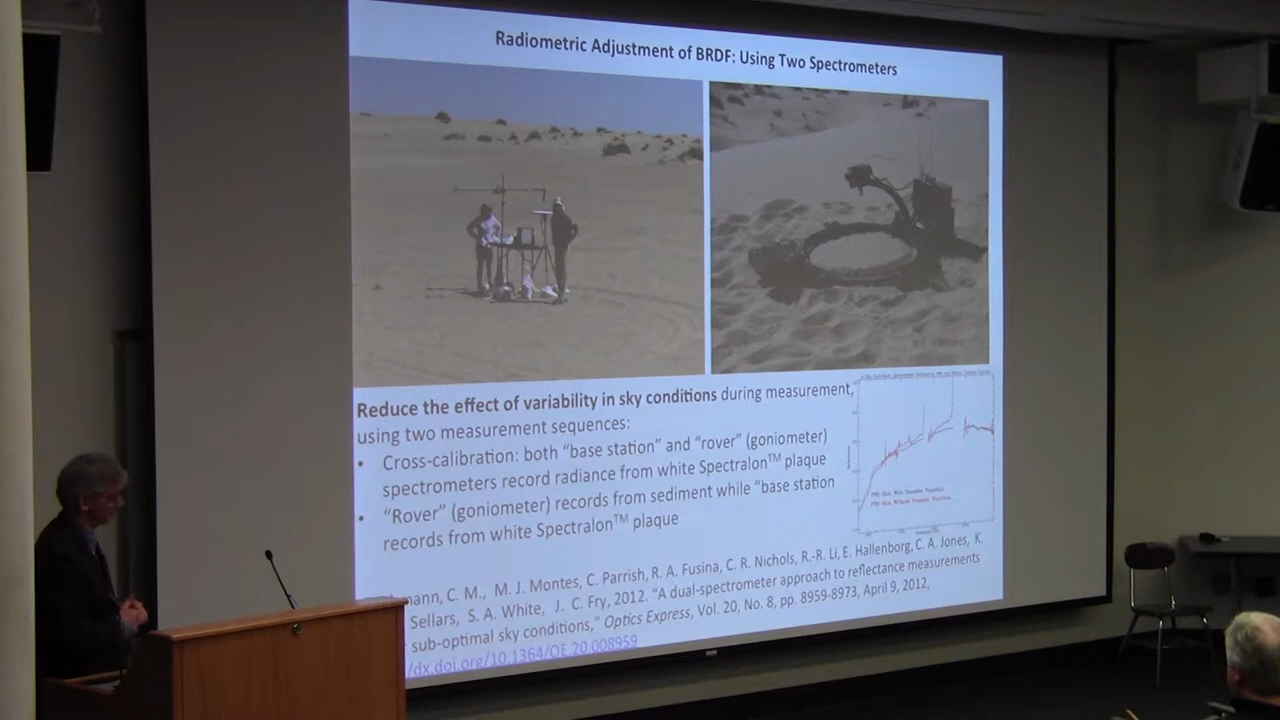 Radiometric Adjustment of BRDF: Using Two Spectrometers
Reduce the effect of variability in sky conditions during measurement,
using two measurement sequences:
• Cross-calibration: both “base station” and “rover” (goniometer)
spectrometers record radiance from white Spectralon™ plaque
• “Rover” (goniometer) records from sediment while “base station
records from white Spectralon™ plaque
mann, C. M., M. J. Montes, C. Parrish, R. A. Fusina, C. R. Nichols, R.-R. Li, E. Hallenborg, C. A. Jones, K.
Sellars, S. A. White, J. C. Fry, 2012. “A dual-spectrometer approach to reflectance measurements
sub-optimal sky conditions,” Optics Express, Vol. 20, No. 8, pp. 8959-8973, April 9, 2012,
/dx.doi.org/10.1364/OE.20.008959